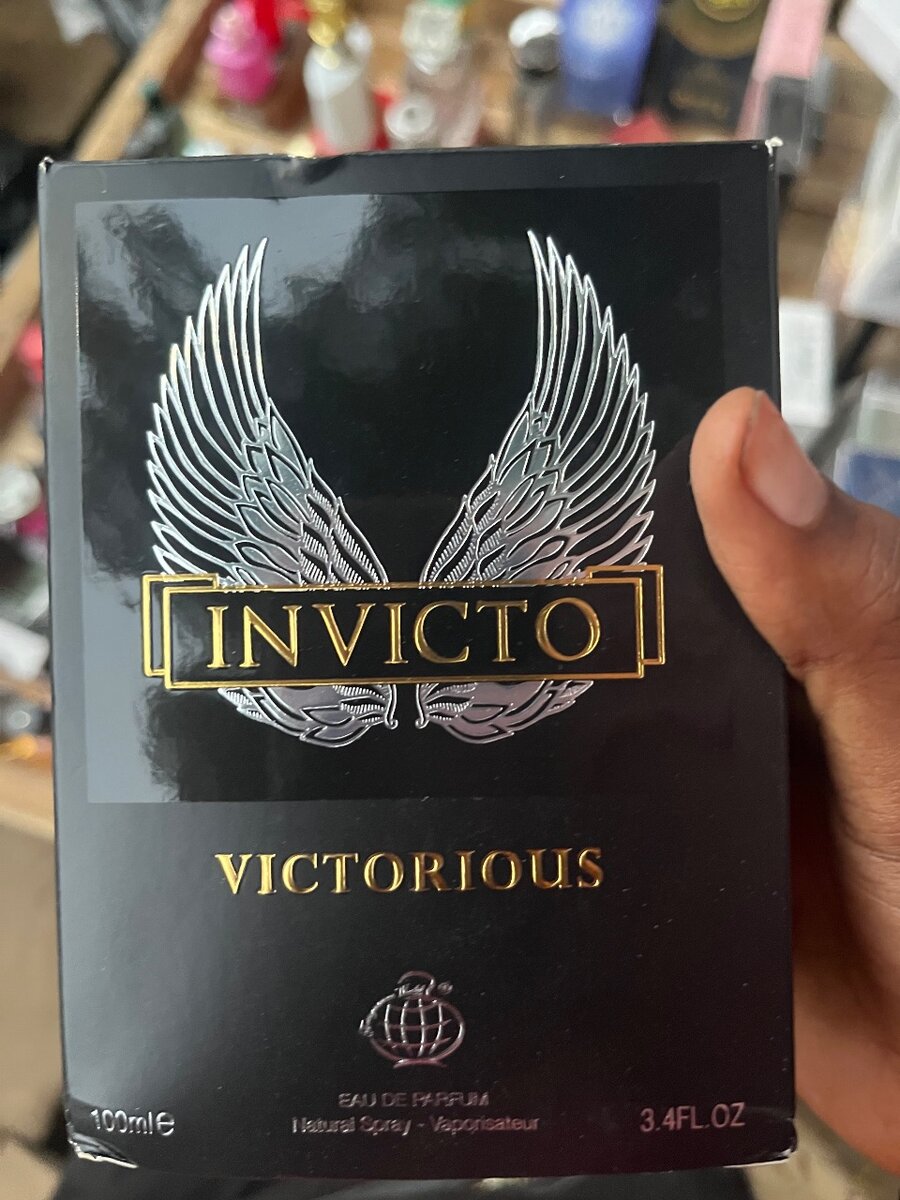 INVICTO
VICTORIOUS
EAU DE PARFUM
100ml℮
Natural Spray - Vaporisateur
3.4FL.OZ